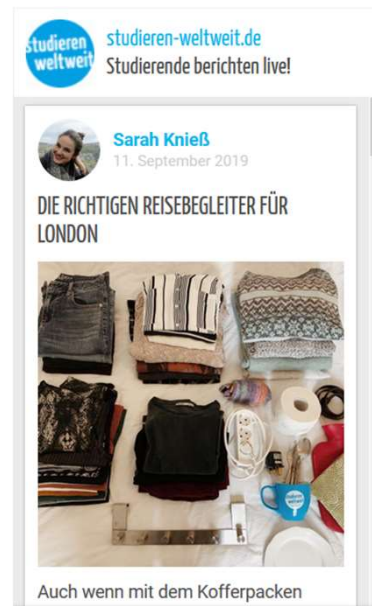 studieren
weltweit
studieren-weltweit.de
Studierende berichten live!
Sarah Knieß
11. September 2019
DIE RICHTIGEN REISEBEGLEITER FÜR
LONDON
Auch wenn mit dem Kofferpacken